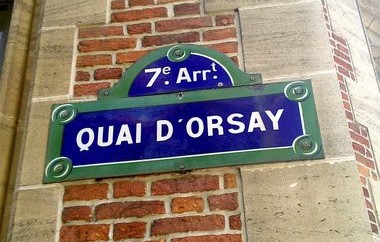 7e. Arrt.
QUAI D'ORSAY